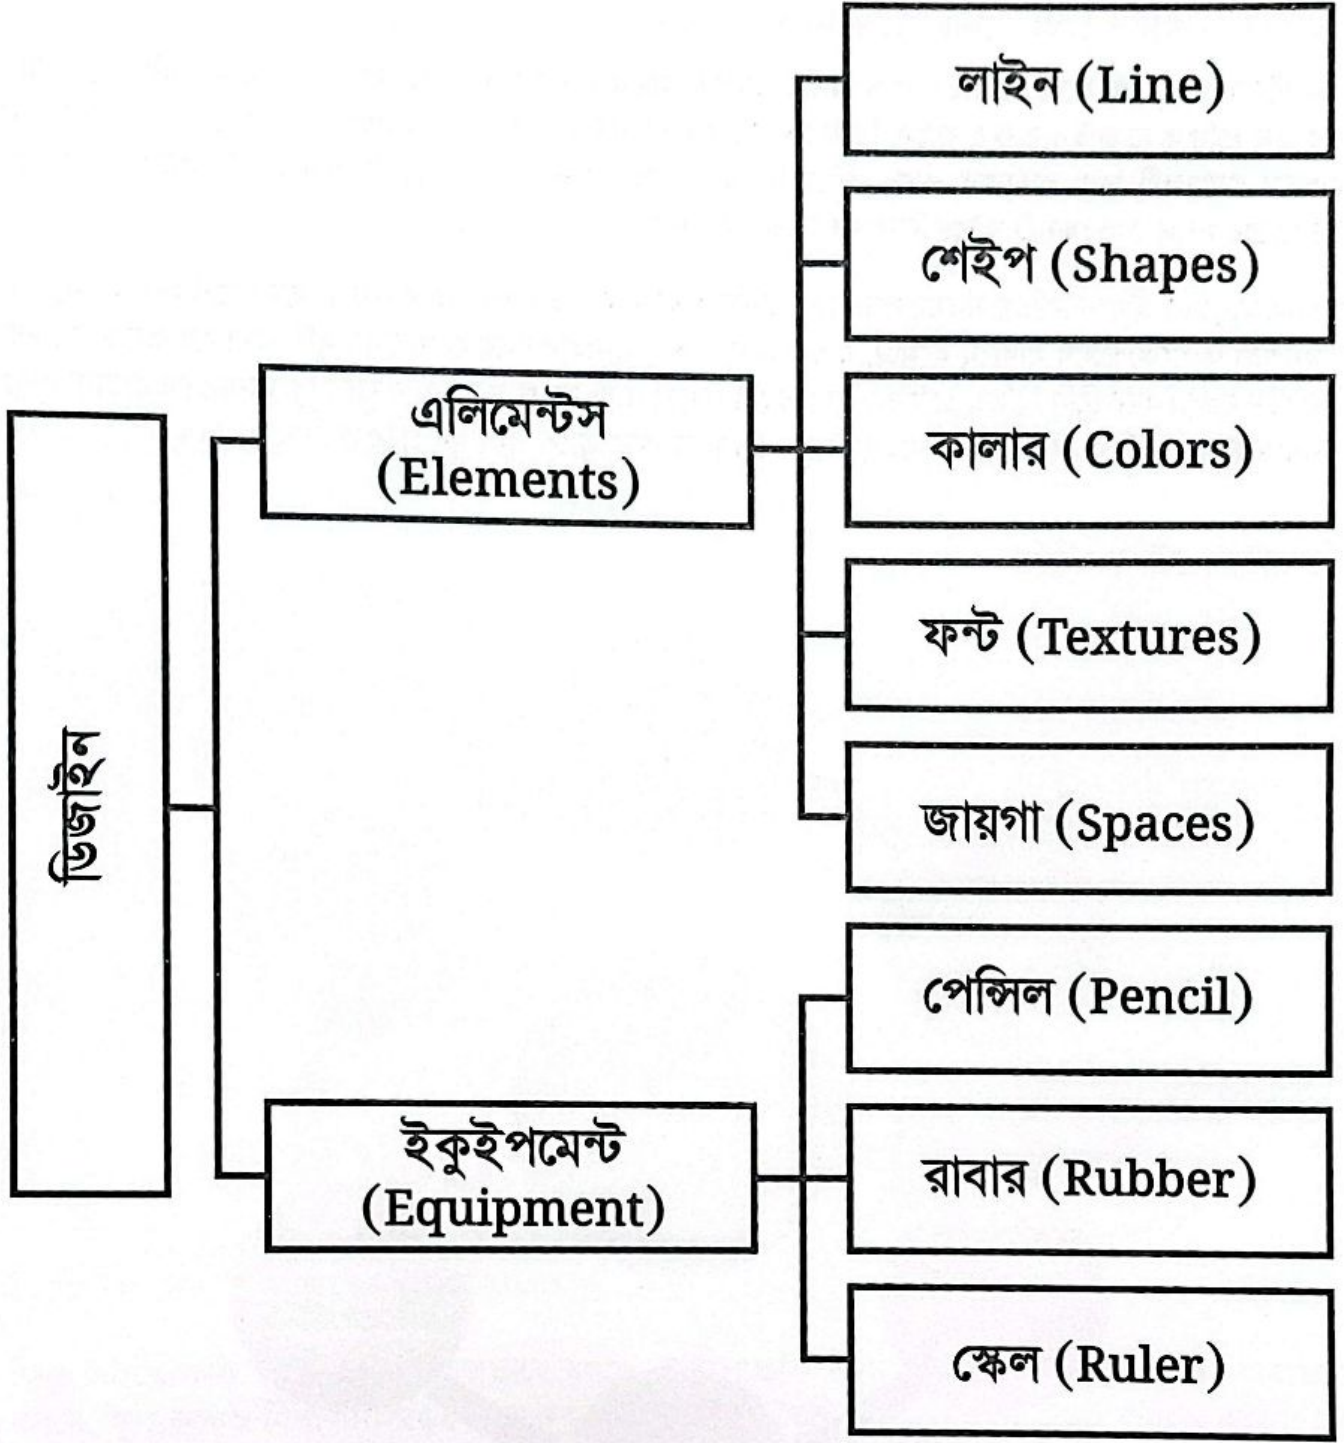 ডিজাইন
এলিমেন্টস
(Elements)
লাইন (Line)
শেইপ (Shapes)
কালার (Colors)
ফন্ট (Textures)
জায়গা (Spaces)
ইকুইপমেন্ট
(Equipment)
পেন্সিল (Pencil)
রাবার (Rubber)
স্কেল (Ruler)